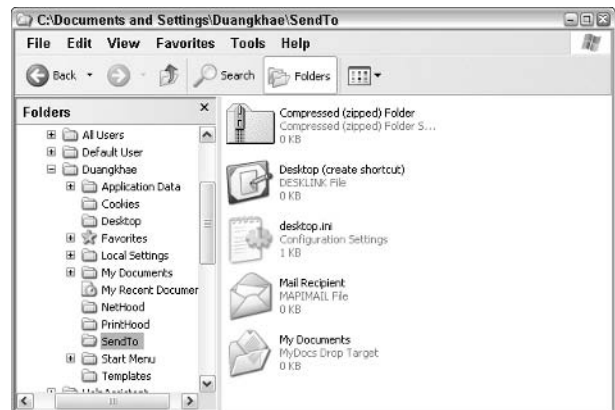 C:\Documents and Settings\Duangkhae\SendTo
File Edit View Favorites Tools Help
Back Search Folders
Folders ×
All Users
Default User
Duangkhae
Application Data
Cookies
Desktop
Favorites
Local Settings
My Documents
My Recent Documen
NetHood
PrintHood
SendTo
Start Menu
Templates
Compressed (zipped) Folder
Compressed (zipped) Folder S...
0 KB
Desktop (create shortcut)
DESKLINK File
0 KB
desktop.ini
Configuration Settings
1 KB
Mail Recipient
MAPIMAIL File
0 KB
My Documents
MyDocs Drop Target
0 KB